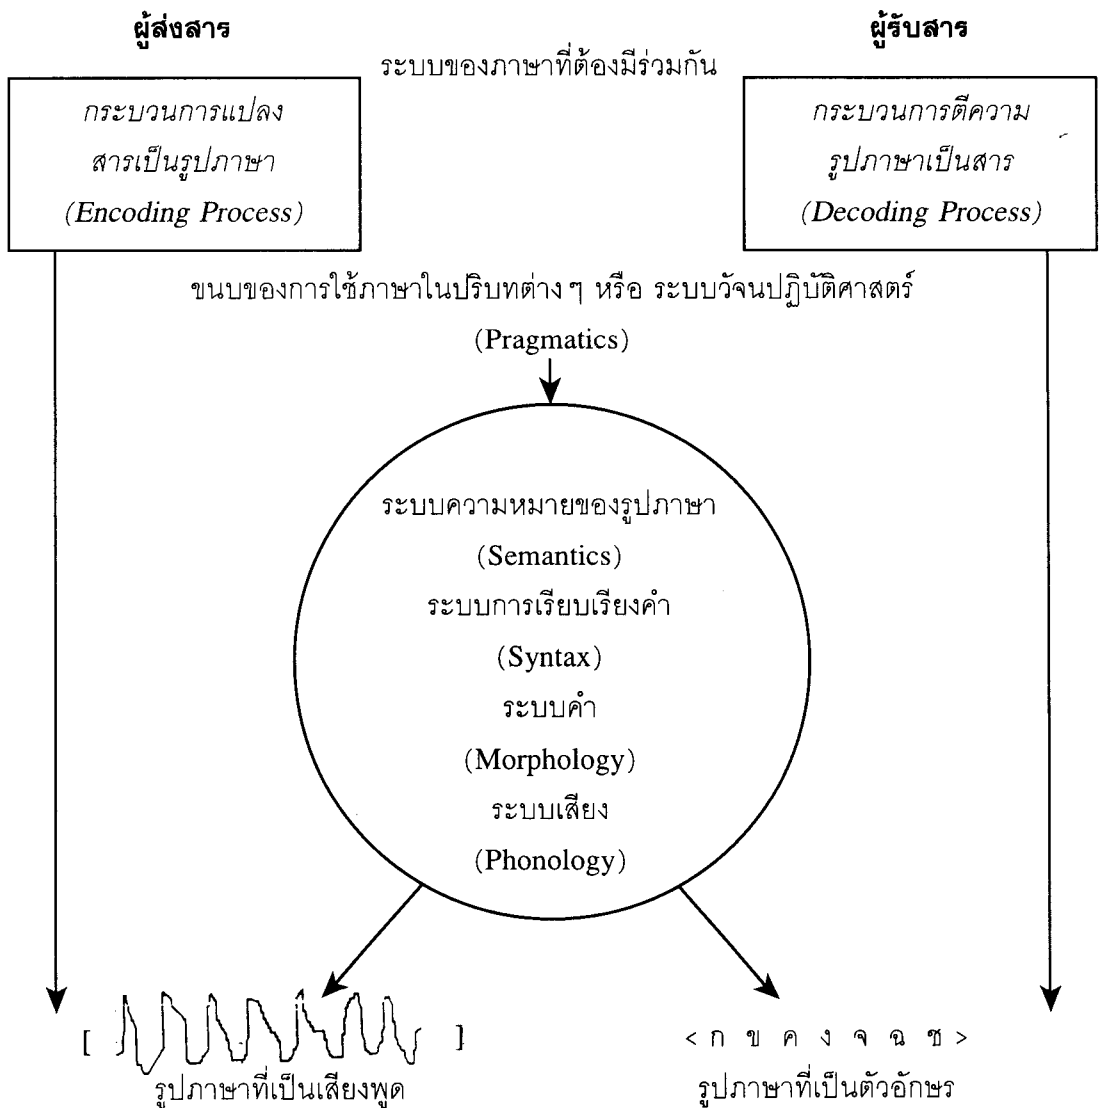 ผู้ส่งสาร
ผู้รับสาร
ระบบของภาษาที่ต้องมีร่วมกัน
กระบวนการแปลง
สารเป็นรูปภาษา
(Encoding Process)
กระบวนการตีความ
รูปภาษาเป็นสาร
(Decoding Process)
ขนบของการใช้ภาษาในปริบทต่างๆ หรือ ระบบวัจนปฏิบัติศาสตร์
(Pragmatics)
ระบบความหมายของรูปภาษา
(Semantics)
ระบบการเรียบเรียงคำ
(Syntax)
ระบบคำ
(Morphology)
ระบบเสียง
(Phonology)
[ ]
รูปภาษาที่เป็นเสียงพูด
< ก ข ค ง จ ฉ ช >
รูปภาษาที่เป็นตัวอักษร